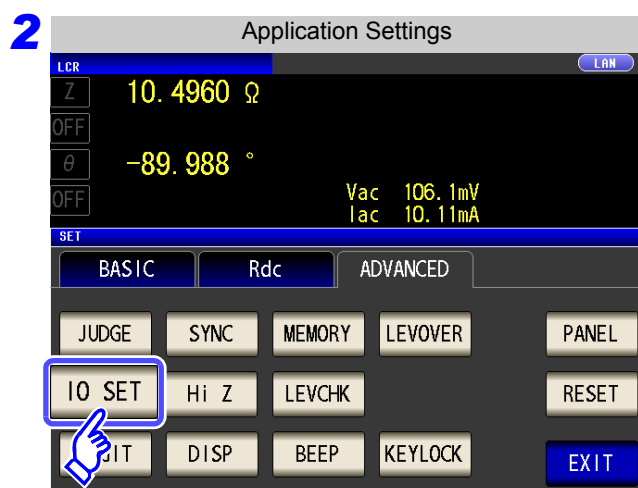 2 Application Settings
LCR LAN
Z 10.4960 Ω
OFF
θ -89.988 °
OFF Vac 106.1mV
Iac 10.11mA
SET
BASIC Rdc ADVANCED
JUDGE SYNC MEMORY LEVOVER PANEL
IO SET Hi Z LEVCHK RESET
IT DISP BEEP KEYLOCK EXIT